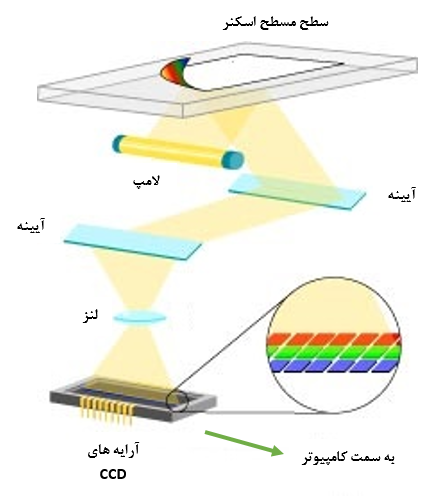 سطح مسطح اسکنر
لامپ
آیینه
آیینه
لنز
آرایه های
CCD
به سمت کامپیوتر